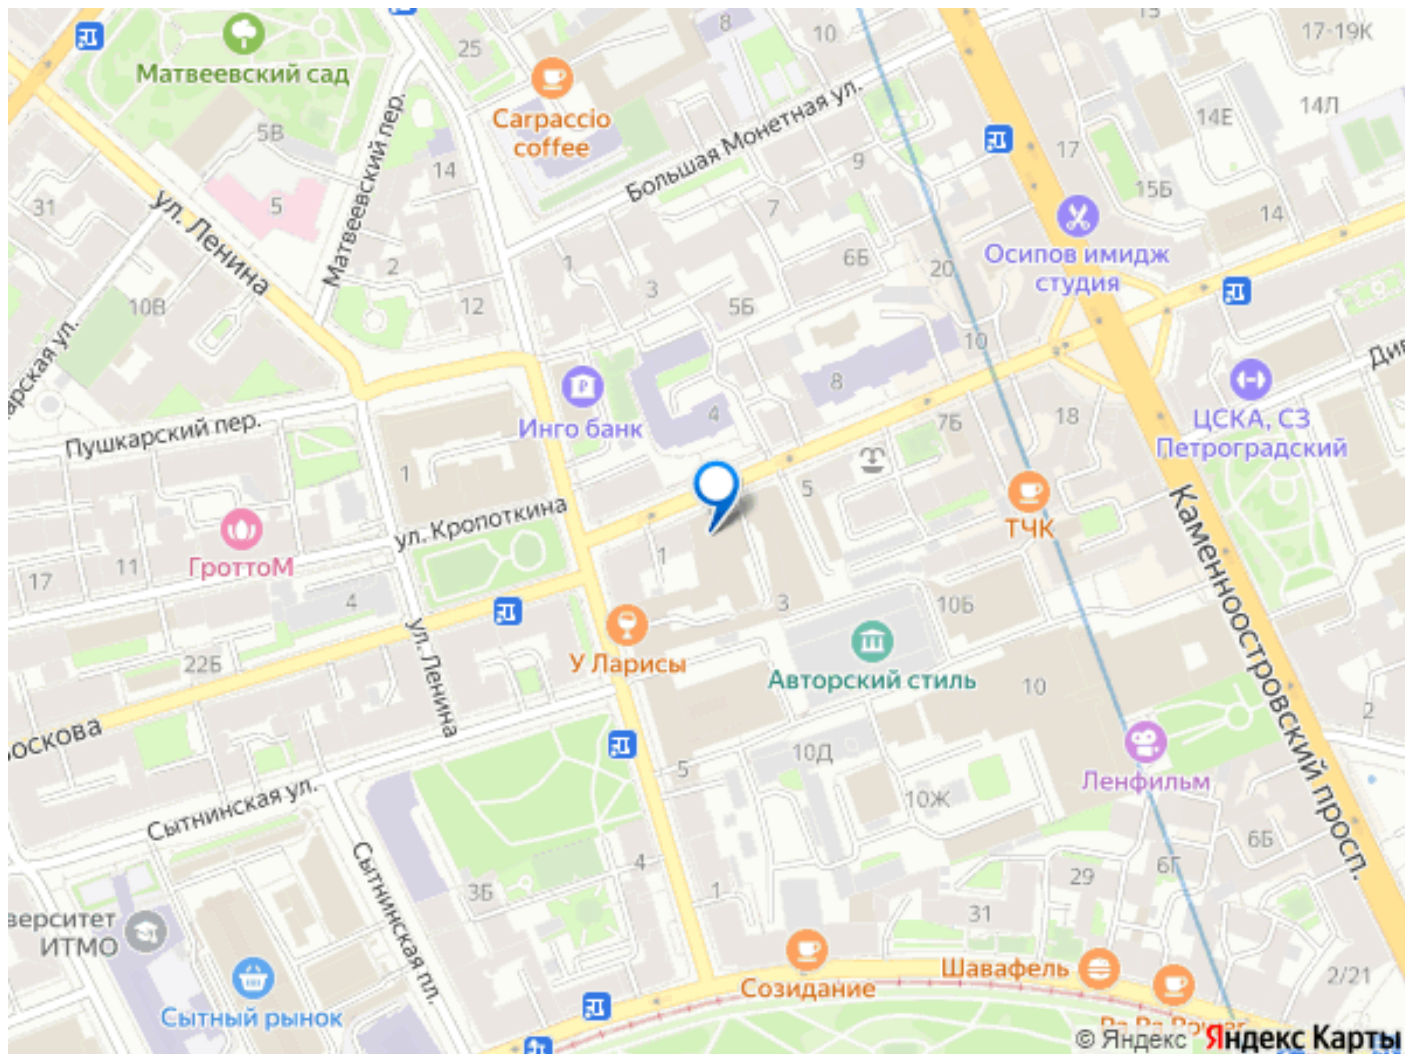 8
10
15
17-19К
25
Матвеевский сад
Carpaccio
coffee
Большая Монетная ул.
14Е
14Л
5В
Матвеевский пер.
14
9
17
15Б
31
5
ул. Ленина
7
14
Осипов имидж
студия
2
1
6Б
20
3
10В
12
5Б
10
Пушкарский пер.
Инго банк
8
4
7Б
18
ЦСКА, СЗ
Петроградский
1
ул. Кропоткина
5
ТЧК
Каменноостровский просп.
ГроттоМ
17
11
1
4
3
10Б
У Ларисы
22Б
ул. Ленина
Авторский стиль
10
2
10Д
5
Ленфильм
Сытнинская ул.
10Ж
Сытнинская пл.
4
6Б
6Г
3Б
1
29
31
ИТМО
Сытный рынок
Созидание
Шавафель
2/21
© Яндекс Яндекс Карты